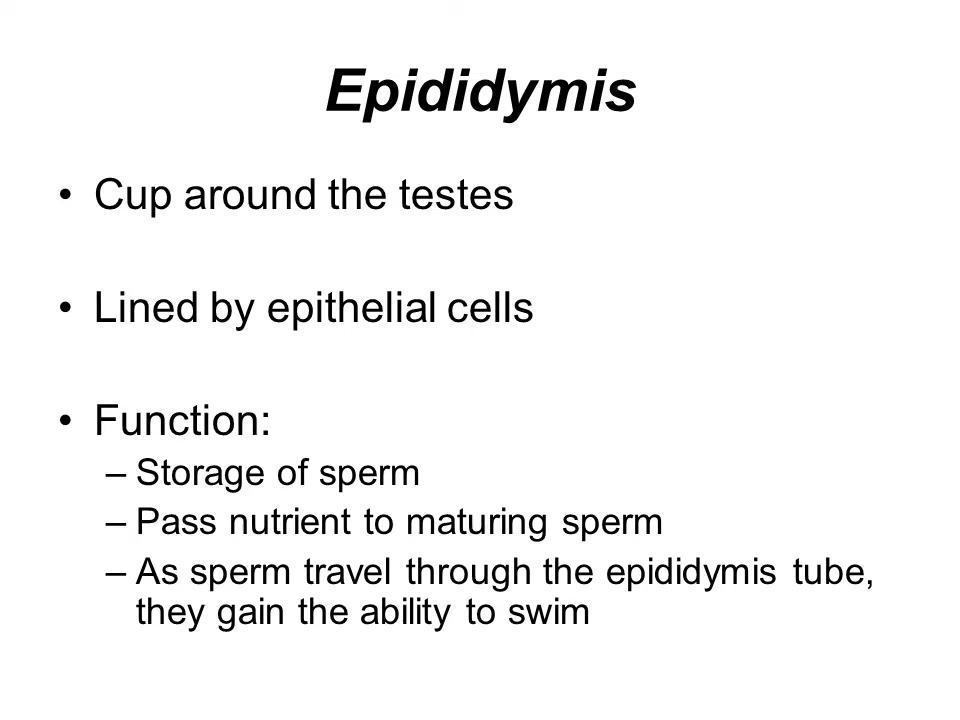 Epididymis
• Cup around the testes
• Lined by epithelial cells
• Function:
– Storage of sperm
– Pass nutrient to maturing sperm
– As sperm travel through the epididymis tube,
they gain the ability to swim